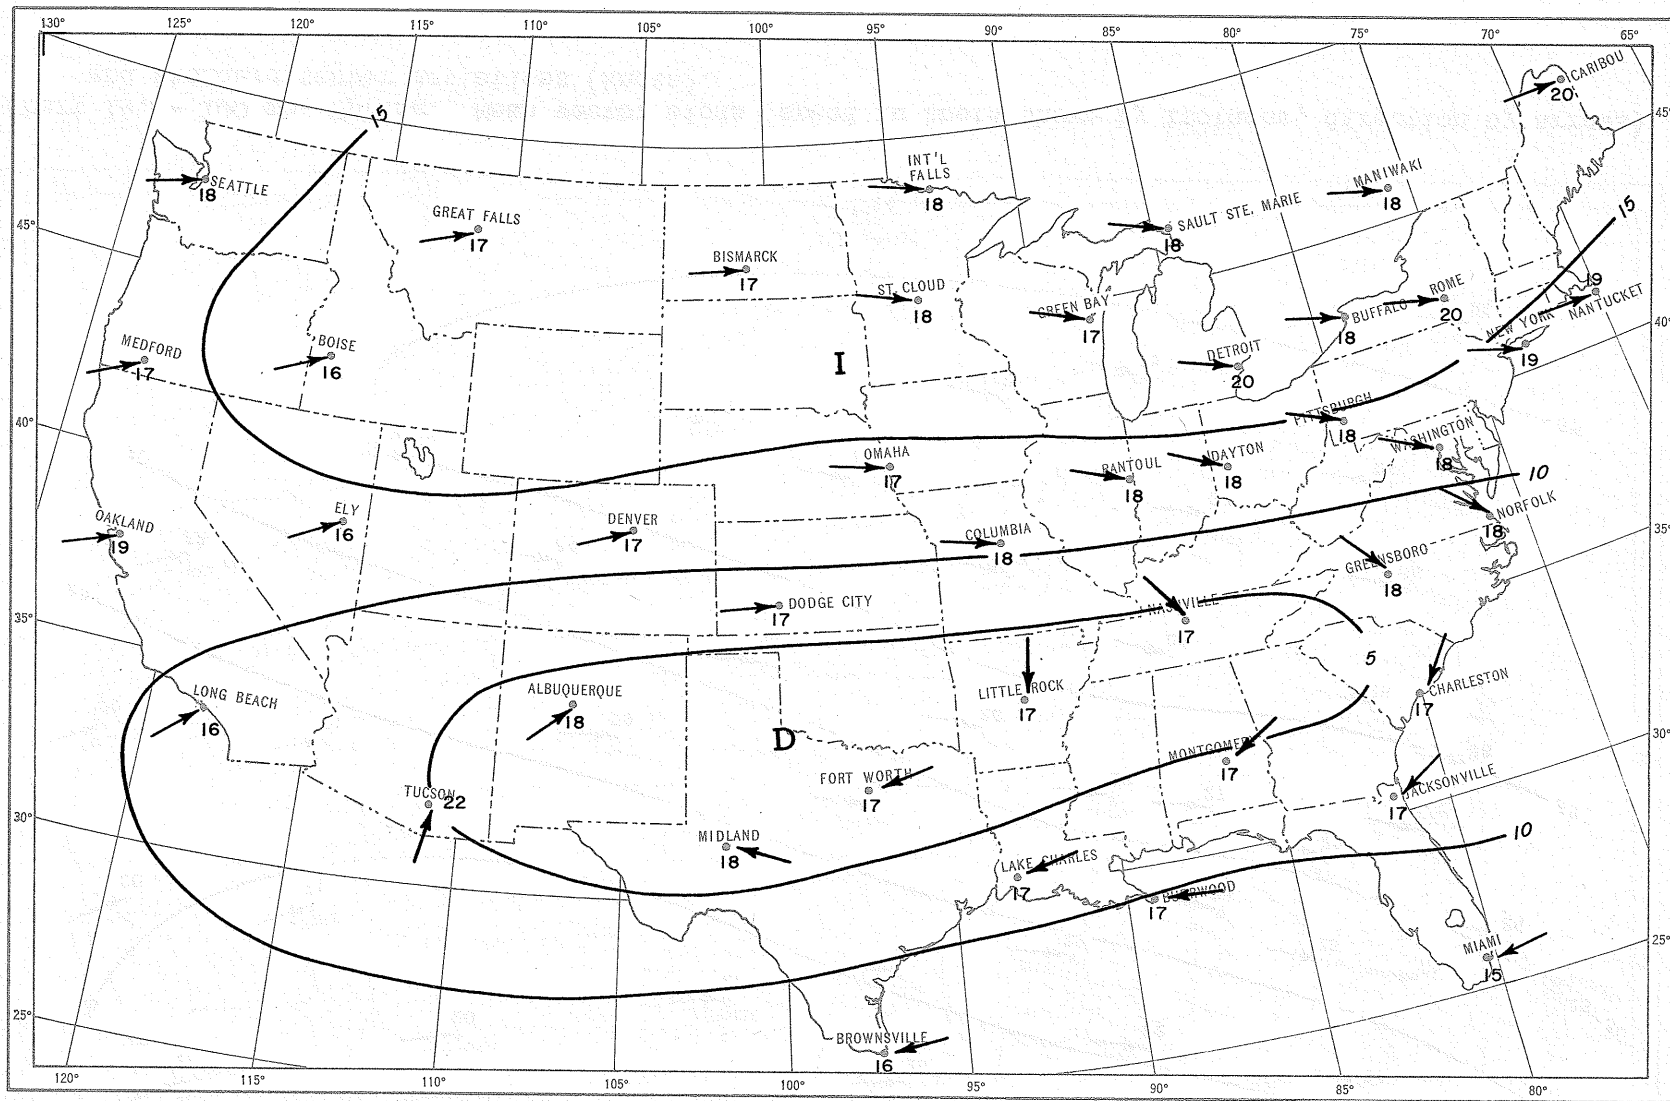 130° 125° 120° 115° 110° 105° 100° 95° 90° 85° 80° 75° 70° 65°
CARIBOU
20
45°
15
INT'L
FALLS
18
MANIWAKI
18
SEATTLE
18
GREAT FALLS
17
SAULT STE. MARIE
18
15
45°
BISMARCK
17
ST. CLOUD
18
GREEN BAY
17
BUFFALO
18
ROME
20
19
NANTUCKET
NEW YORK
19
40°
MEDFORD
17
BOISE
16
I
DETROIT
20
PITTSBURGH
18
40°
OMAHA
17
RANTOUL
18
DAYTON
18
WASHINGTON
18
10
OAKLAND
19
ELY
16
DENVER
17
COLUMBIA
18
NORFOLK
18
35°
GREENSBORO
18
35°
DODGE CITY
17
NASHVILLE
17
5
LONG BEACH
16
ALBUQUERQUE
18
LITTLE ROCK
17
CHARLESTON
17
D
MONTGOMERY
17
30°
TUCSON
22
FORT WORTH
17
JACKSONVILLE
17
30°
MIDLAND
18
LAKE CHARLES
17
BURRWOOD
17
10
MIAMI
15
25°
25°
BROWNSVILLE
16
120° 115° 110° 105° 100° 95° 90° 85° 80°